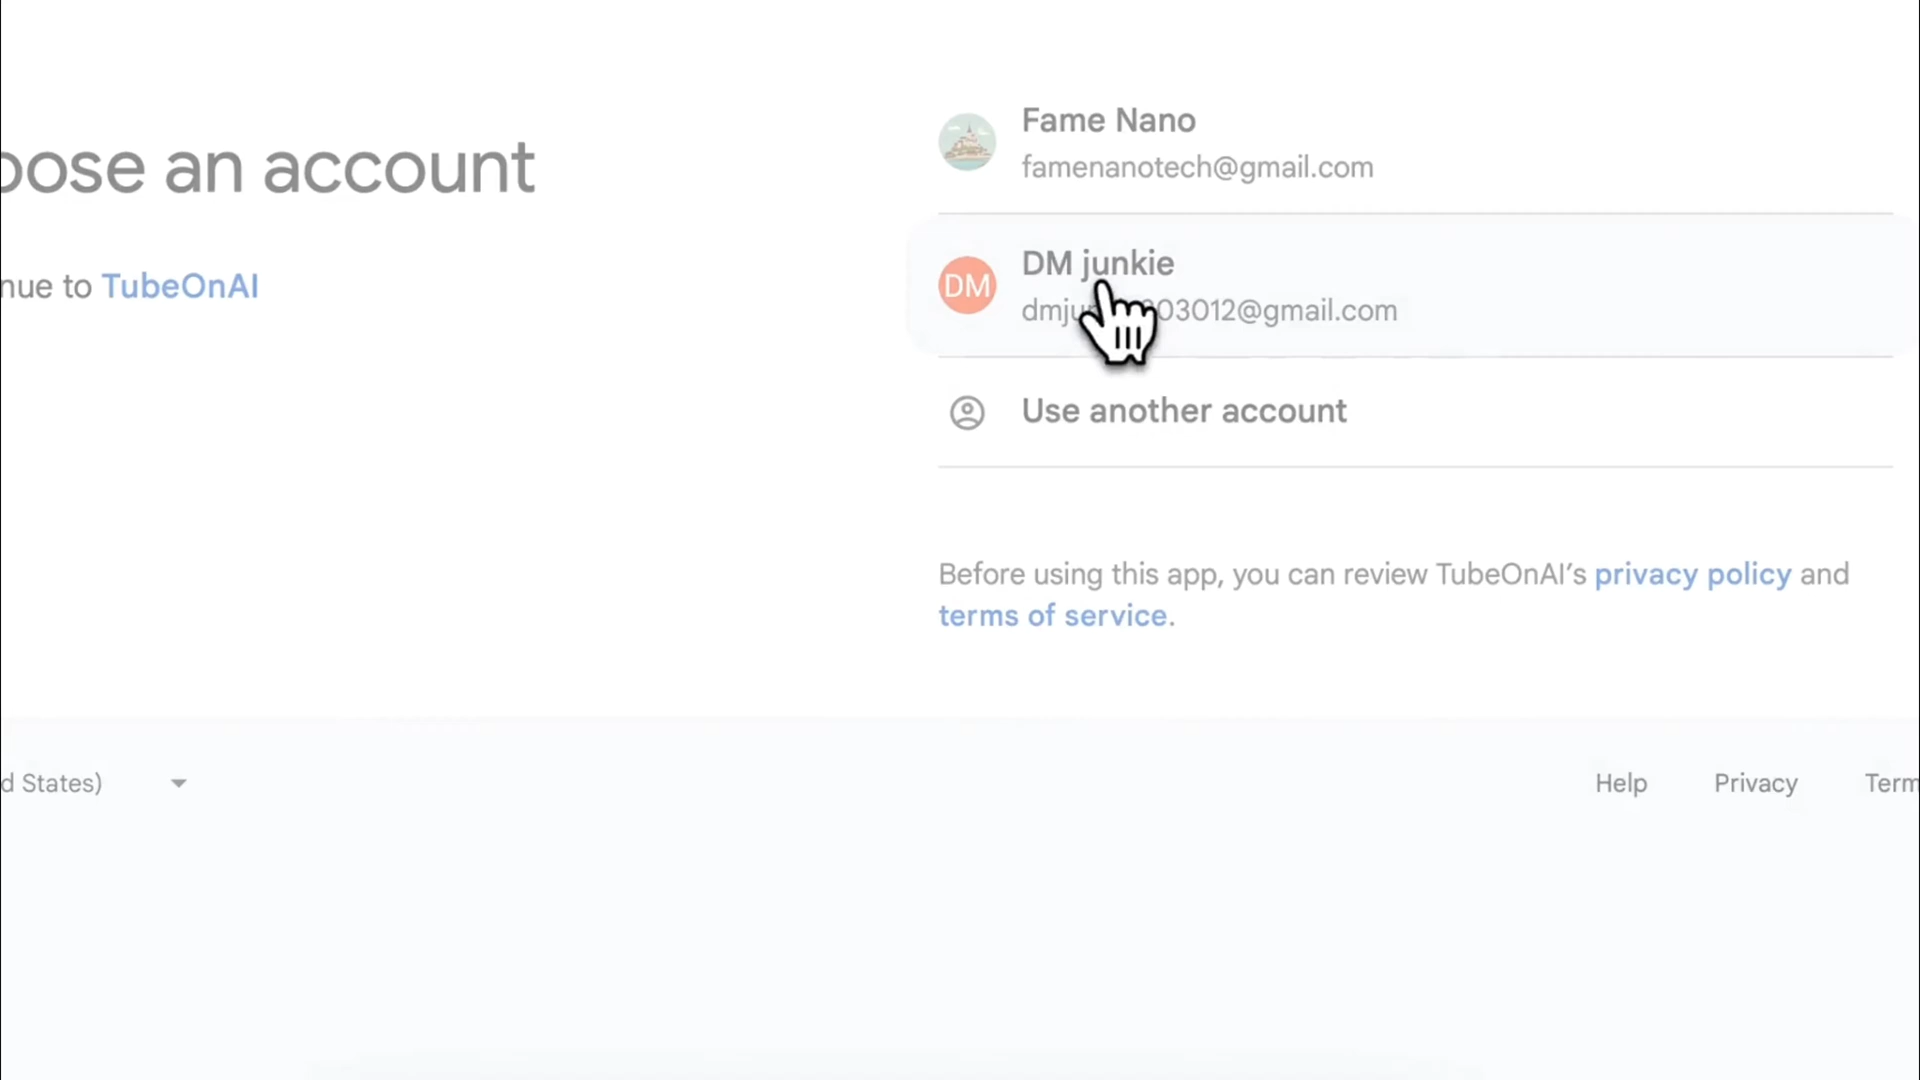 oose an account
nue to TubeOnAI
Fame Nano
famenanotech@gmail.com
DM
DM junkie
03012@gmail.com
Use another account
Before using this app, you can review TubeOnAI's privacy policy and
terms of service.
d States)
Help Privacy Term